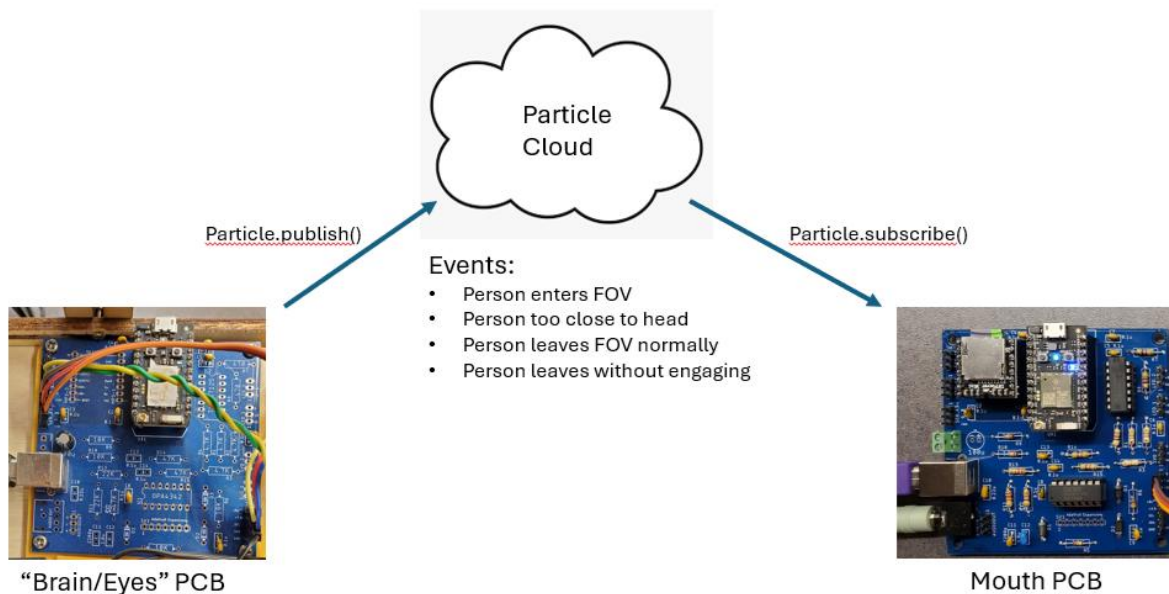 Particle
Cloud
Particle.publish()
Particle.subscribe()
Events:
• Person enters FOV
• Person too close to head
• Person leaves FOV normally
• Person leaves without engaging
OPA4342
"Brain/Eyes" PCB
Mouth PCB